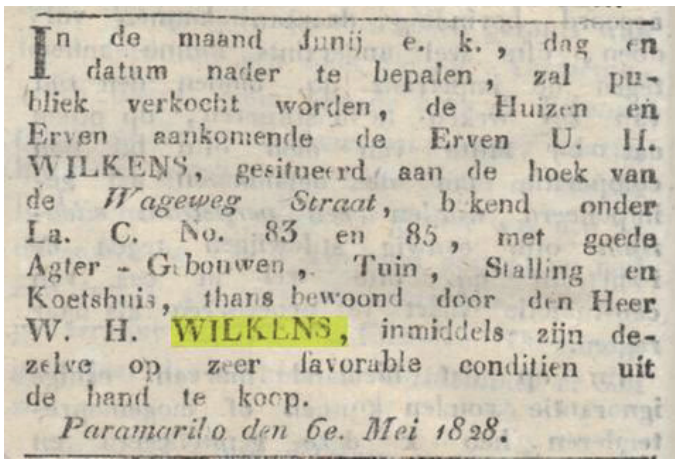 In de maand Junij e. k., dag en
datum nader te bepalen, zal pu-
bliek verkocht worden, de Huizen en
Erven aankomende de Erven U. H.
WILKENS, gesitueerd aan de hoek van
de Wageweg Straat, bekend onder
La. C. No. 83 en 85, met goede
Agter - Gebouwen, Tuin, Stalling en
Koetshuis, thans bewoond door den Heer
W. H. WILKENS, inmiddels zijn de-
zelve op zeer favorable conditien uit
de hand te koop.
Paramaribo den 6e. Mei 1828.